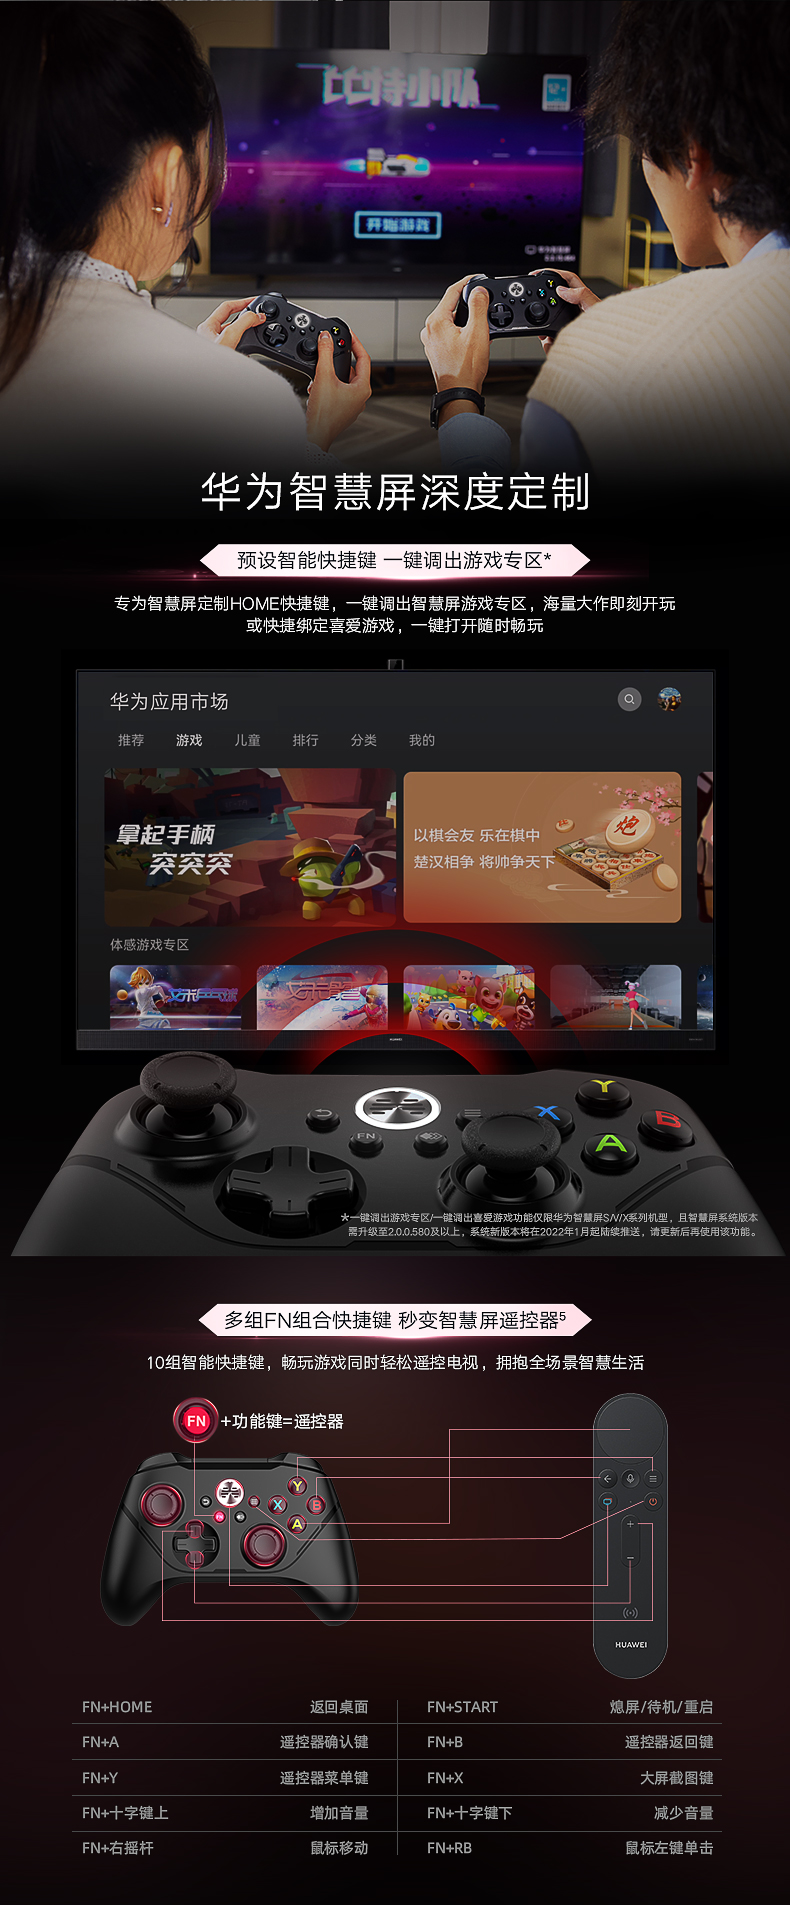 比特小队
开始游戏
华为智慧屏深度定制
预设智能快捷键 一键调出游戏专区*
专为智慧屏定制HOME快捷键，一键调出智慧屏游戏专区，海量大作即刻开玩
或快捷绑定喜爱游戏，一键打开随时畅玩
华为应用市场
推荐 游戏 儿童 排行 分类 我的
拿起手柄
突突突
以棋会友 乐在棋中
楚汉相争 将帅争天下
炮
体感游戏专区
HUAWEI
Y
X
B
A
FN
*一键调出游戏专区/一键调出喜爱游戏功能仅限华为智慧屏S/V/X系列机型，且智慧屏系统版本
需升级至2.0.0.580及以上，系统新版本将在2022年1月起陆续推送，请更新后再使用该功能。
多组FN组合快捷键 秒变智慧屏遥控器5
10组智能快捷键，畅玩游戏同时轻松遥控电视，拥抱全场景智慧生活
FN +功能键=遥控器
Y
X
B
A
FN
HUAWEI
FN+HOME 返回桌面 FN+START 熄屏/待机/重启
FN+A 遥控器确认键 FN+B 遥控器返回键
FN+Y 遥控器菜单键 FN+X 大屏截图键
FN+十字键上 增加音量 FN+十字键下 减少音量
FN+右摇杆 鼠标移动 FN+RB 鼠标左键单击